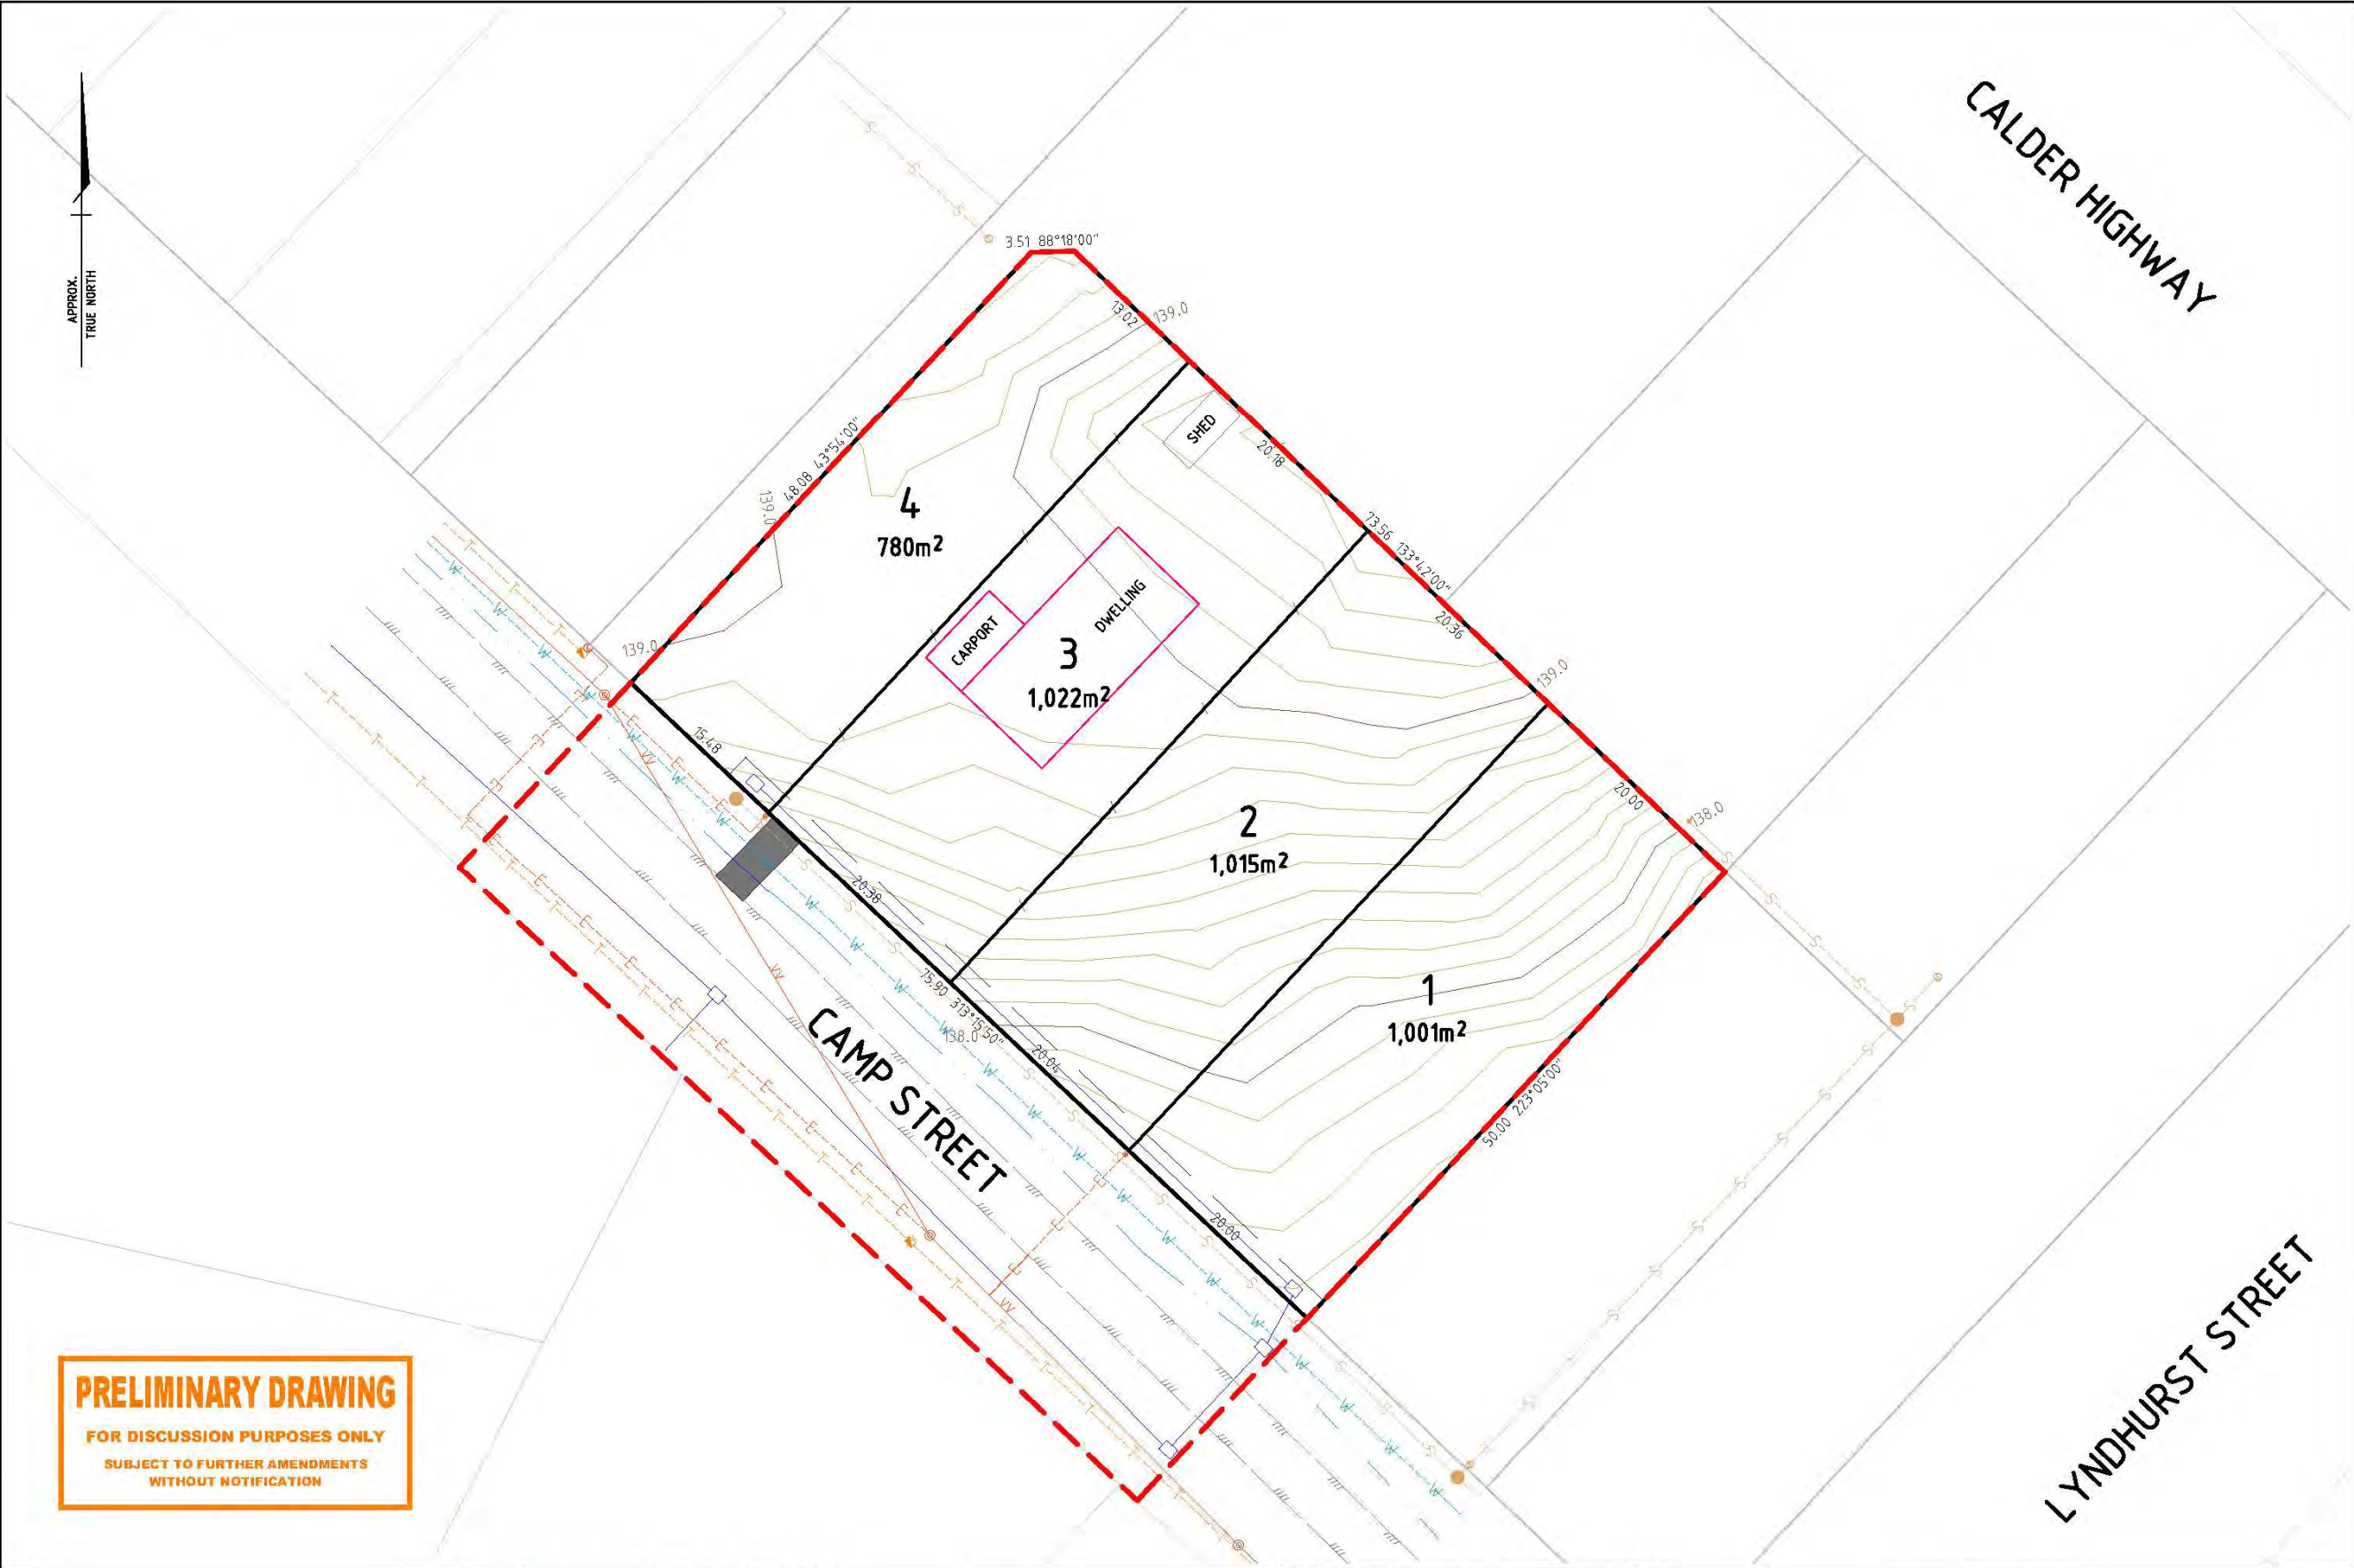 CALDER HIGHWAY
APPROX.
TRUE NORTH
3.51 88°18'00"
13.02
139.0
SHED
20.18
48.08 43°54'00"
139.0
4
780m²
73.56 133°42'00"
20.36
DWELLING
CARPORT
3
1,022m²
139.0
139.0
15.48
2
1,015m²
20.00
138.0
20.38
75.90 313°15'50"
138.0
1
1,001m²
20.04
CAMP STREET
50.00 223°05'00"
20.00
LYNDHURST STREET
PRELIMINARY DRAWING
FOR DISCUSSION PURPOSES ONLY
SUBJECT TO FURTHER AMENDMENTS
WITHOUT NOTIFICATION